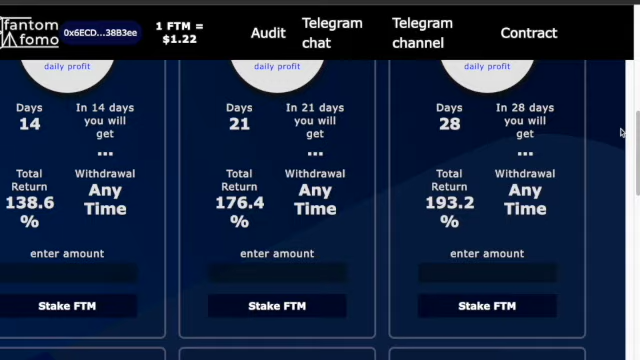 fantom
fomo
0x6ECD...38B3ee
1 FTM =
$1.22
Audit
Telegram
chat
Telegram
channel
Contract
daily profit
daily profit
daily profit
Days
14
In 14 days
you will
get
...
Total
Return
138.6
%
Withdrawal
Any
Time
enter amount
Stake FTM
Days
21
In 21 days
you will
get
...
Total
Return
176.4
%
Withdrawal
Any
Time
enter amount
Stake FTM
Days
28
In 28 days
you will
get
...
Total
Return
193.2
%
Withdrawal
Any
Time
enter amount
Stake FTM